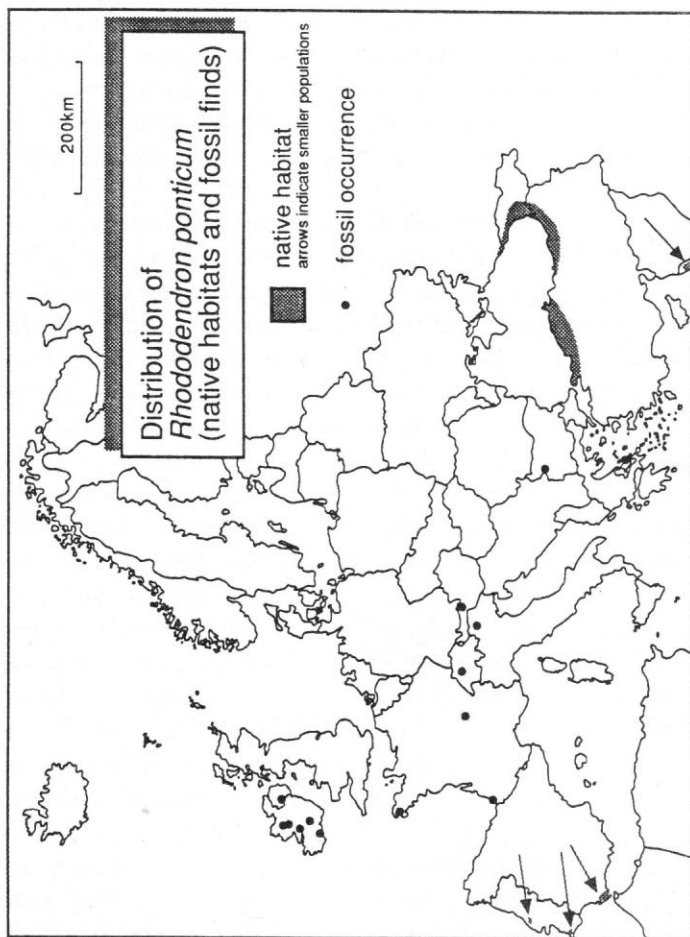 200km
Distribution of
Rhododendron ponticum
(native habitats and fossil finds)
native habitat
arrows indicate smaller populations
fossil occurrence